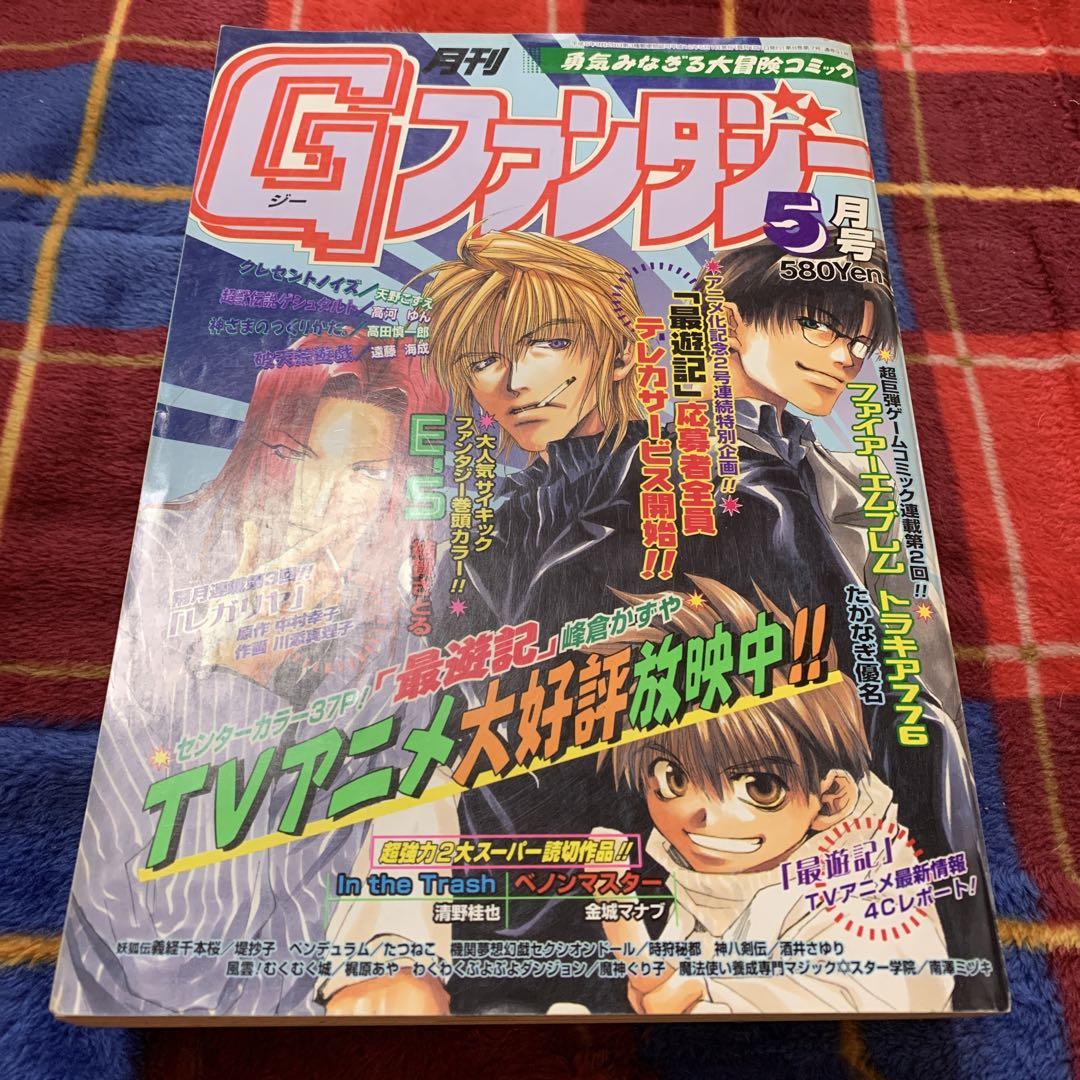 月刊
勇気みなぎる大冒険コミック
Gファンタジー
ジー
5月号
580Yen
クレセントノイズ/天野こずえ
超獣伝説ゲシュタルト/高河 ゆん
神さまのつくりかた。/高田慎一郎
破天荒遊戯/遠藤 海成
アニメ化記念2号連続特別企画!!
「最遊記」応募者全員
テレカサービス開始!!
超巨弾ゲームコミック連載第2回!!
ファイアーエムブレム トラキア776
たかなぎ優名
大人気サイキック
ファンタジー巻頭カラー!!
E'S
隔月連載第3回!!
「レガリヤ」
原作 中村幸子
作画 川添真理子
センターカラー37P!「最遊記」峰倉かずや
TVアニメ大好評放映中!!
超強力2大スーパー読切作品!!
In the Trash
清野桂也
ベノンマスター
金城マナブ
「最遊記」
TVアニメ最新情報
4Cレポート!
妖狐伝義経千本桜/堤抄子 ペンデュラム/たつねこ 機関夢想幻戯セクシオンドール/時狩秘都 神八剣伝/酒井さゆり
風雲!むくむく城/梶原あや わくわくぷよぷよダンジョン/魔神ぐり子 魔法使い養成専門マジック✡スター学院/南澤ミヅキ